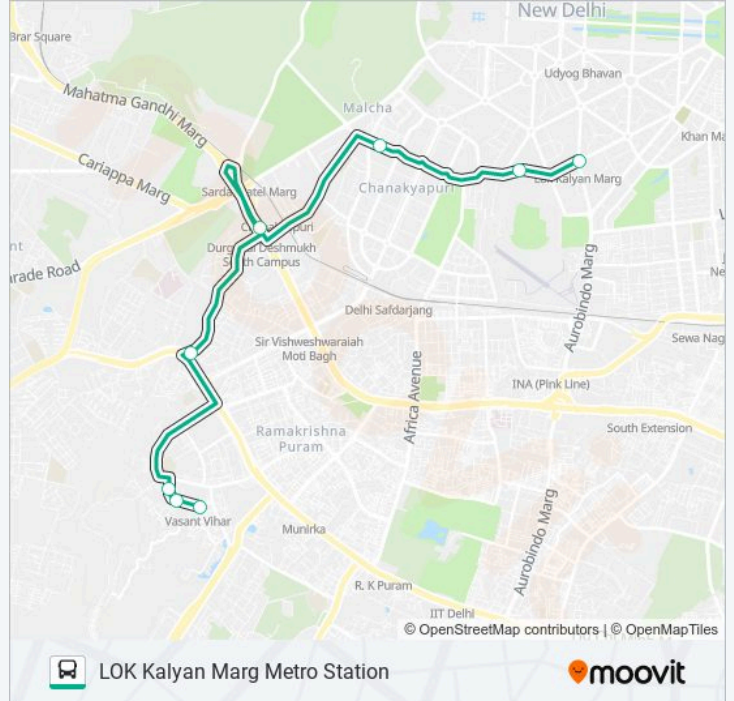 New Delhi
Brar Square
Udyog Bhavan
Mahatma Gandhi Marg
Malcha
Khan Ma
Cariappa Marg
Sardar Patel Marg
Chanakyapuri
Lok Kalyan Marg
Durgabai Deshmukh
South Campus
nt
arade Road
Ne
Aurobindo Marg
Delhi Safdarjang
Sir Vishweshwaraiah
Moti Bagh
Sewa Nag
Africa Avenue
INA (Pink Line)
South Extension
Ramakrishna
Puram
Vasant Vihar
Munirka
Aurobindo Marg
R. K Puram
IIT Delhi
© OpenStreetMap contributors | © OpenMapTiles
LOK Kalyan Marg Metro Station
moovit